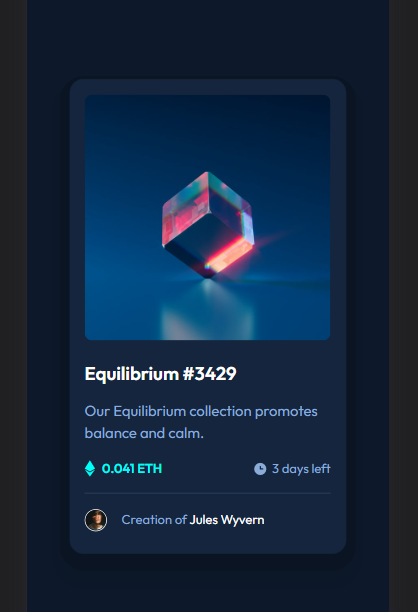 Equilibrium #3429
Our Equilibrium collection promotes
balance and calm.
0.041 ETH
3 days left
Creation of Jules Wyvern